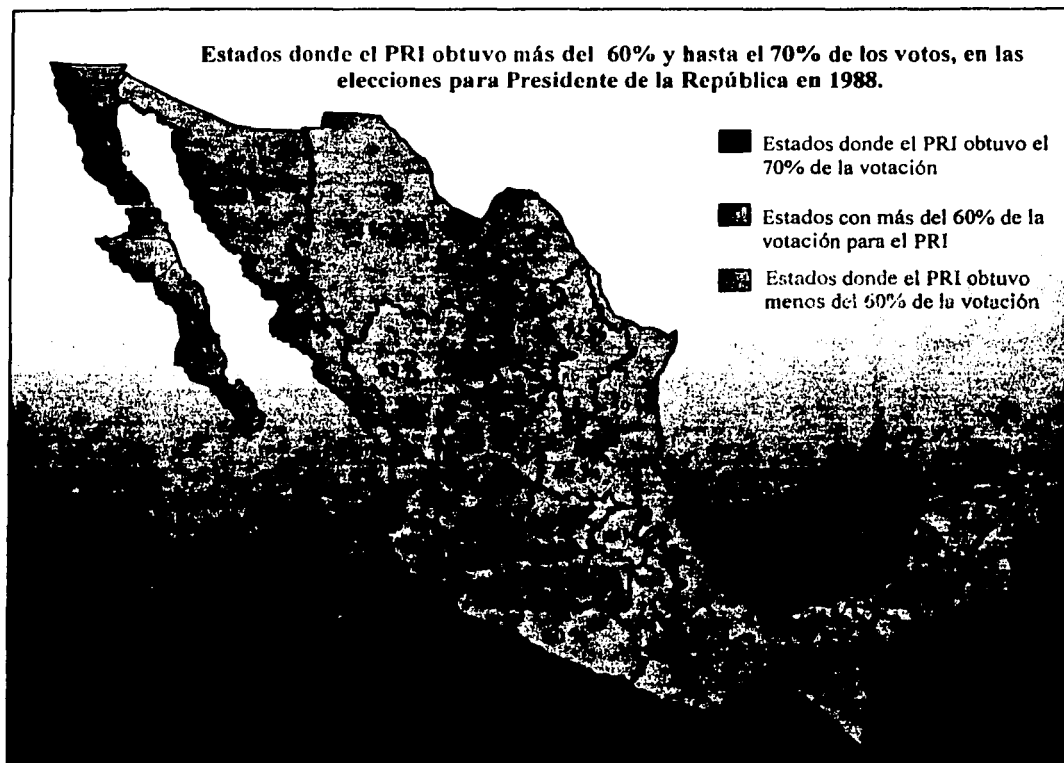 Estados donde el PRI obtuvo más del 60% y hasta el 70% de los votos, en las
elecciones para Presidente de la República en 1988.
Estados donde el PRI obtuvo el
70% de la votación
Estados con más del 60% de la
votación para el PRI
Estados donde el PRI obtuvo
menos del 60% de la votación